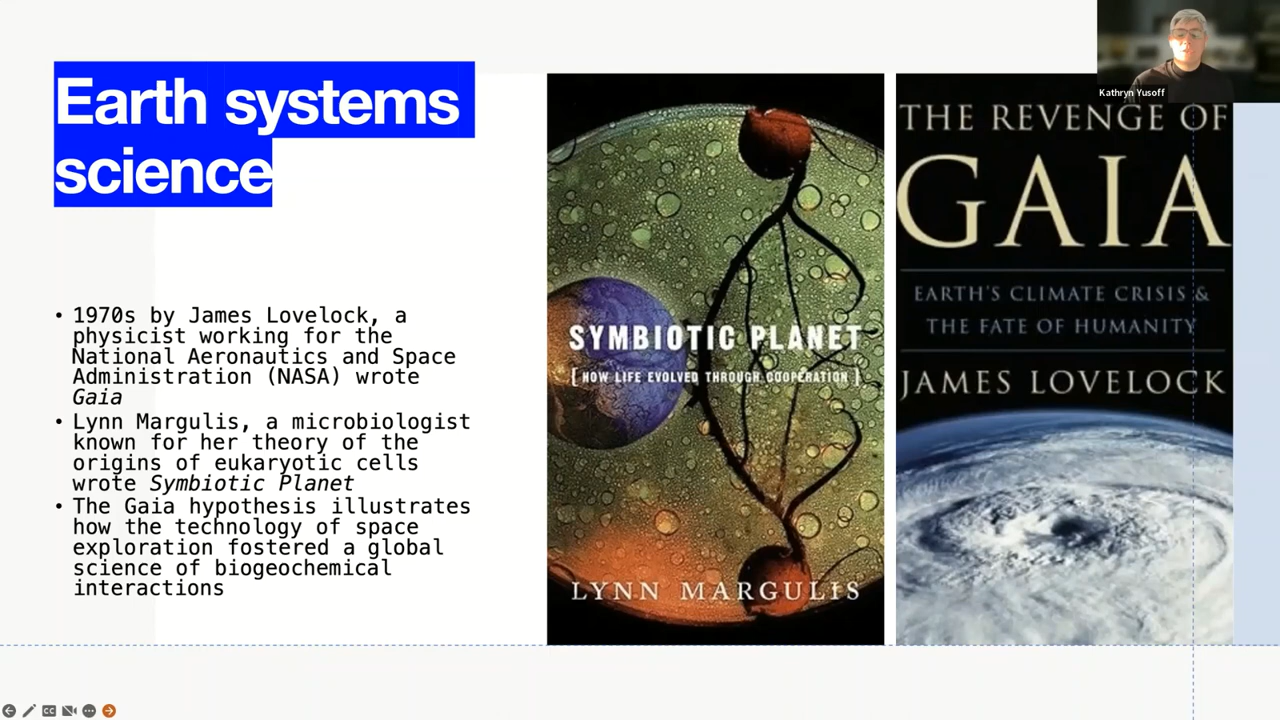 Earth systems
science
• 1970s by James Lovelock, a
physicist working for the
National Aeronautics and Space
Administration (NASA) wrote
Gaia
• Lynn Margulis, a microbiologist
known for her theory of the
origins of eukaryotic cells
wrote Symbiotic Planet
• The Gaia hypothesis illustrates
how the technology of space
exploration fostered a global
science of biogeochemical
interactions
SYMBIOTIC PLANET
[ HOW LIFE EVOLVED THROUGH COOPERATION ]
LYNN MARGULIS
THE REVENGE OF
GAIA
EARTH'S CLIMATE CRISIS &
THE FATE OF HUMANITY
JAMES LOVELOCK
Kathryn Yusoff
CC